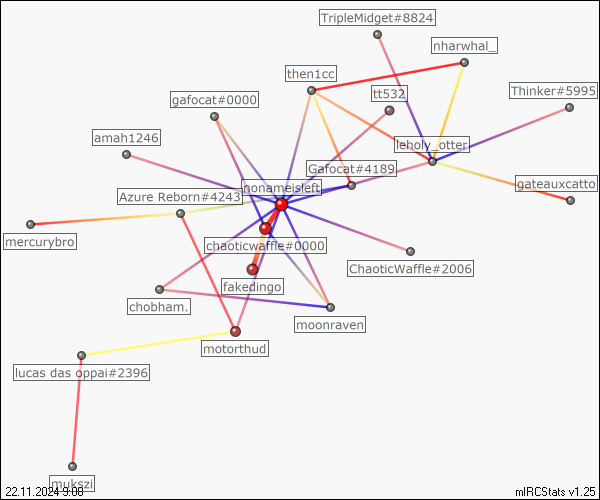 TripleMidget#8824
nharwhal_
then1cc
Thinker#5995
tt532
gafocat#0000
amah1246
leholy_otter
Gafocat#4189
nonameisleft
gateauxcatto
Azure Reborn#4243
mercurybro
chaoticwaffle#0000
ChaoticWaffle#2006
fakedingo
chobham.
moonraven
motorthud
lucas das oppai#2396
mukszi
22.11.2024 9:08
mIRCStats v1.25